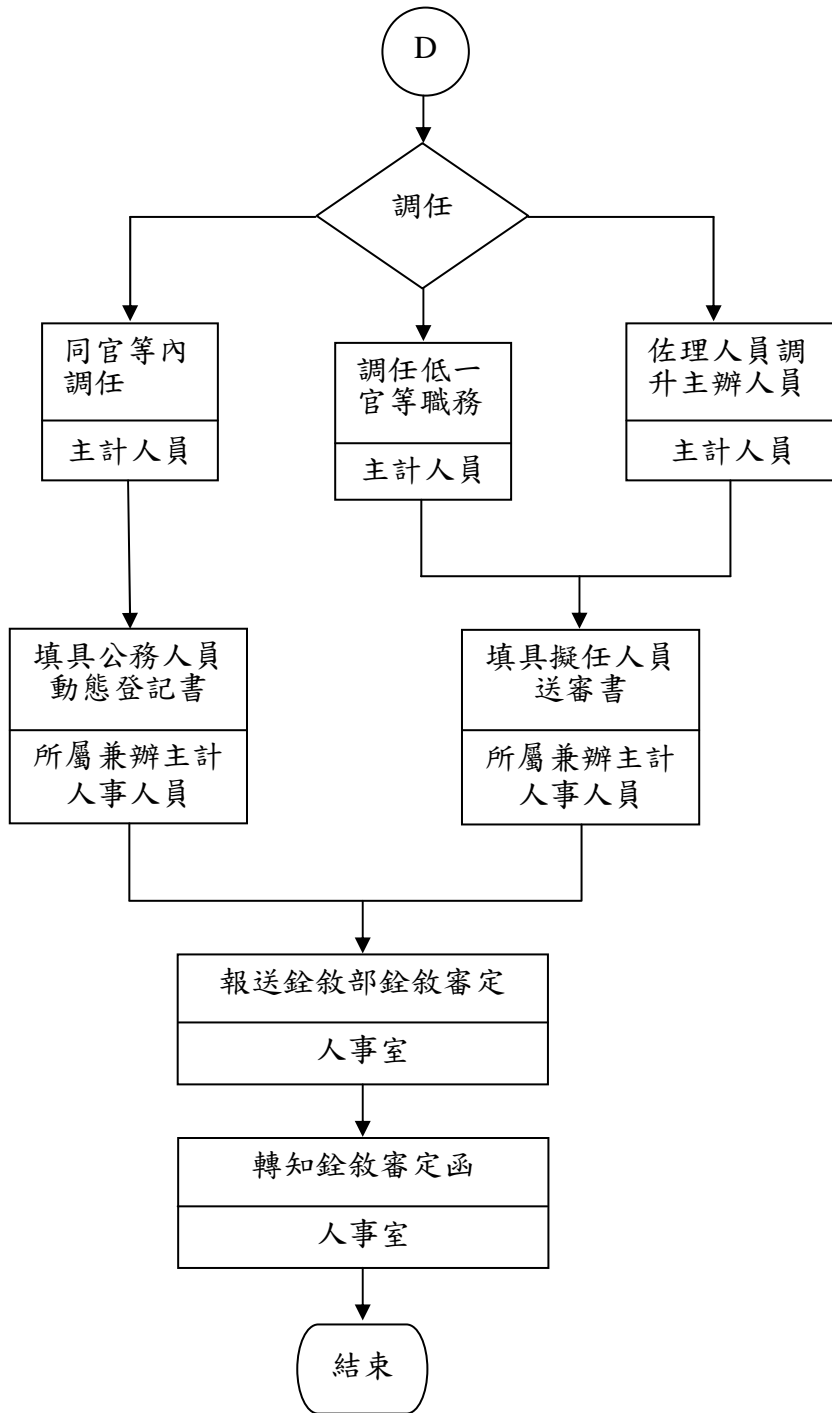 D
調任
同官等內
調任
主計人員
調任低一
官等職務
主計人員
佐理人員調
升主辦人員
主計人員
填具公務人員
動態登記書
所屬兼辦主計
人事人員
填具擬任人員
送審書
所屬兼辦主計
人事人員
報送銓敘部銓敘審定
人事室
轉知銓敘審定函
人事室
結束